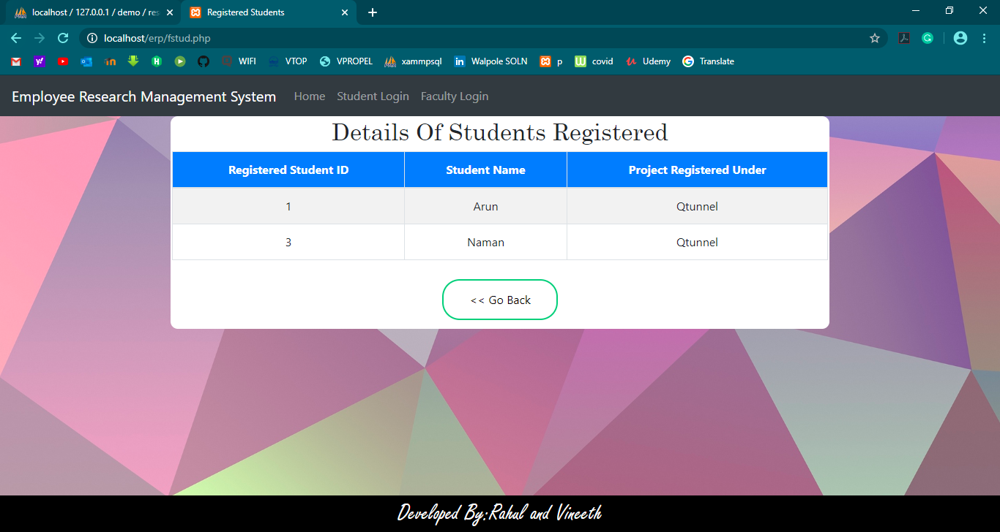 localhost / 127.0.0.1 / demo / res
Registered Students
localhost/erp/fstud.php
WIFI VTOP VPROPEL xammpsql Walpole SOLN p covid Udemy Translate
Employee Research Management System Home Student Login Faculty Login
Details Of Students Registered
Registered Student ID Student Name Project Registered Under
1 Arun Qtunnel
3 Naman Qtunnel
<< Go Back
Developed By:Rahul and Vineeth